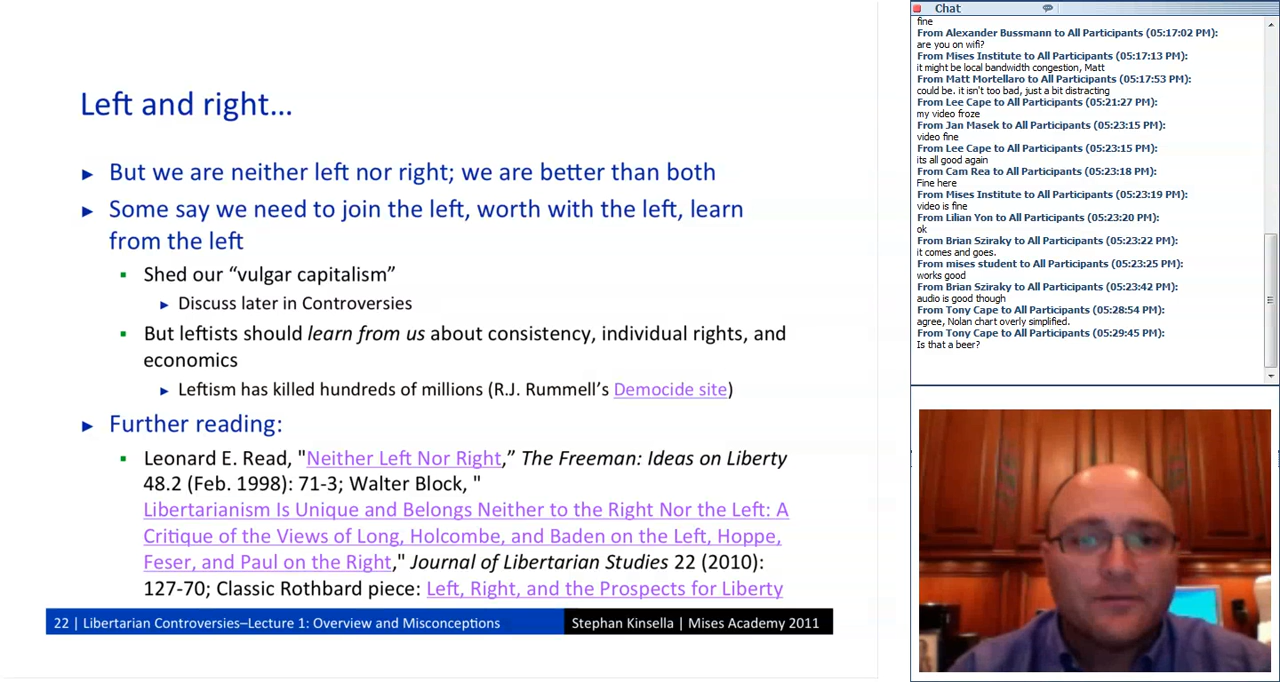 Left and right...
► But we are neither left nor right; we are better than both
► Some say we need to join the left, worth with the left, learn
from the left
▪ Shed our “vulgar capitalism”
► Discuss later in Controversies
▪ But leftists should learn from us about consistency, individual rights, and
economics
► Leftism has killed hundreds of millions (R.J. Rummell’s Democide site)
► Further reading:
▪ Leonard E. Read, "Neither Left Nor Right,” The Freeman: Ideas on Liberty
48.2 (Feb. 1998): 71-3; Walter Block, "
Libertarianism Is Unique and Belongs Neither to the Right Nor the Left: A
Critique of the Views of Long, Holcombe, and Baden on the Left, Hoppe,
Feser, and Paul on the Right," Journal of Libertarian Studies 22 (2010):
127-70; Classic Rothbard piece: Left, Right, and the Prospects for Liberty
22 | Libertarian Controversies–Lecture 1: Overview and Misconceptions
Stephan Kinsella | Mises Academy 2011
Chat
fine
From Alexander Bussmann to All Participants (05:17:02 PM):
are you on wifi?
From Mises Institute to All Participants (05:17:13 PM):
it might be local bandwidth congestion, Matt
From Matt Mortellaro to All Participants (05:17:53 PM):
could be. it isn't too bad, just a bit distracting
From Lee Cape to All Participants (05:21:27 PM):
my video froze
From Jan Masek to All Participants (05:23:15 PM):
video fine
From Lee Cape to All Participants (05:23:15 PM):
its all good again
From Cam Rea to All Participants (05:23:18 PM):
Fine here
From Mises Institute to All Participants (05:23:19 PM):
video is fine
From Lilian Yon to All Participants (05:23:20 PM):
ok
From Brian Sziraky to All Participants (05:23:22 PM):
it comes and goes.
From mises student to All Participants (05:23:25 PM):
works good
From Brian Sziraky to All Participants (05:23:42 PM):
audio is good though
From Tony Cape to All Participants (05:28:54 PM):
agree, Nolan chart overly simplified.
From Tony Cape to All Participants (05:29:45 PM):
Is that a beer?